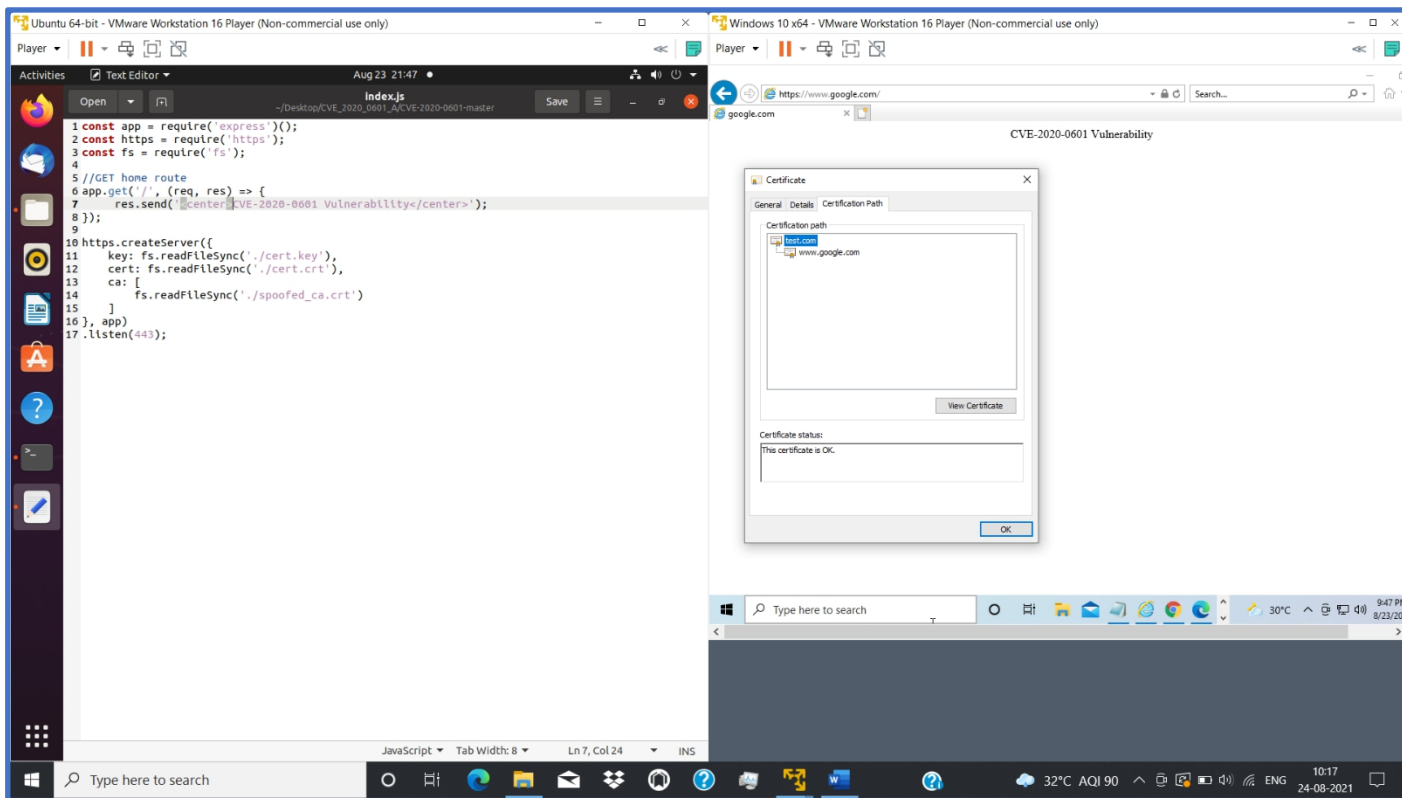 Ubuntu 64-bit - VMware Workstation 16 Player (Non-commercial use only)
Player
Activities
Text Editor
Aug 23 21:47
Open
index.js
~/Desktop/CVE_2020_0601_A/CVE-2020-0601-master
Save
1 const app = require('express')();
2 const https = require('https');
3 const fs = require('fs');
4
5 //GET home route
6 app.get('/', (req, res) => {
7 res.send('<center>CVE-2020-0601 Vulnerability</center>');
8 });
9
10 https.createServer({
11 key: fs.readFileSync('./cert.key'),
12 cert: fs.readFileSync('./cert.crt'),
13 ca: [
14 fs.readFileSync('./spoofed_ca.crt')
15 ]
16 }, app)
17 .listen(443);
JavaScript
Tab Width: 8
Ln 7, Col 24
INS
Windows 10 x64 - VMware Workstation 16 Player (Non-commercial use only)
Player
https://www.google.com/
Search...
google.com
CVE-2020-0601 Vulnerability
Certificate
General
Details
Certification Path
Certification path
test.com
www.google.com
View Certificate
Certificate status:
This certificate is OK.
OK
Type here to search
30°C
ENG
9:47 PM
8/23/20
Type here to search
32°C AQI 90
ENG
10:17
24-08-2021